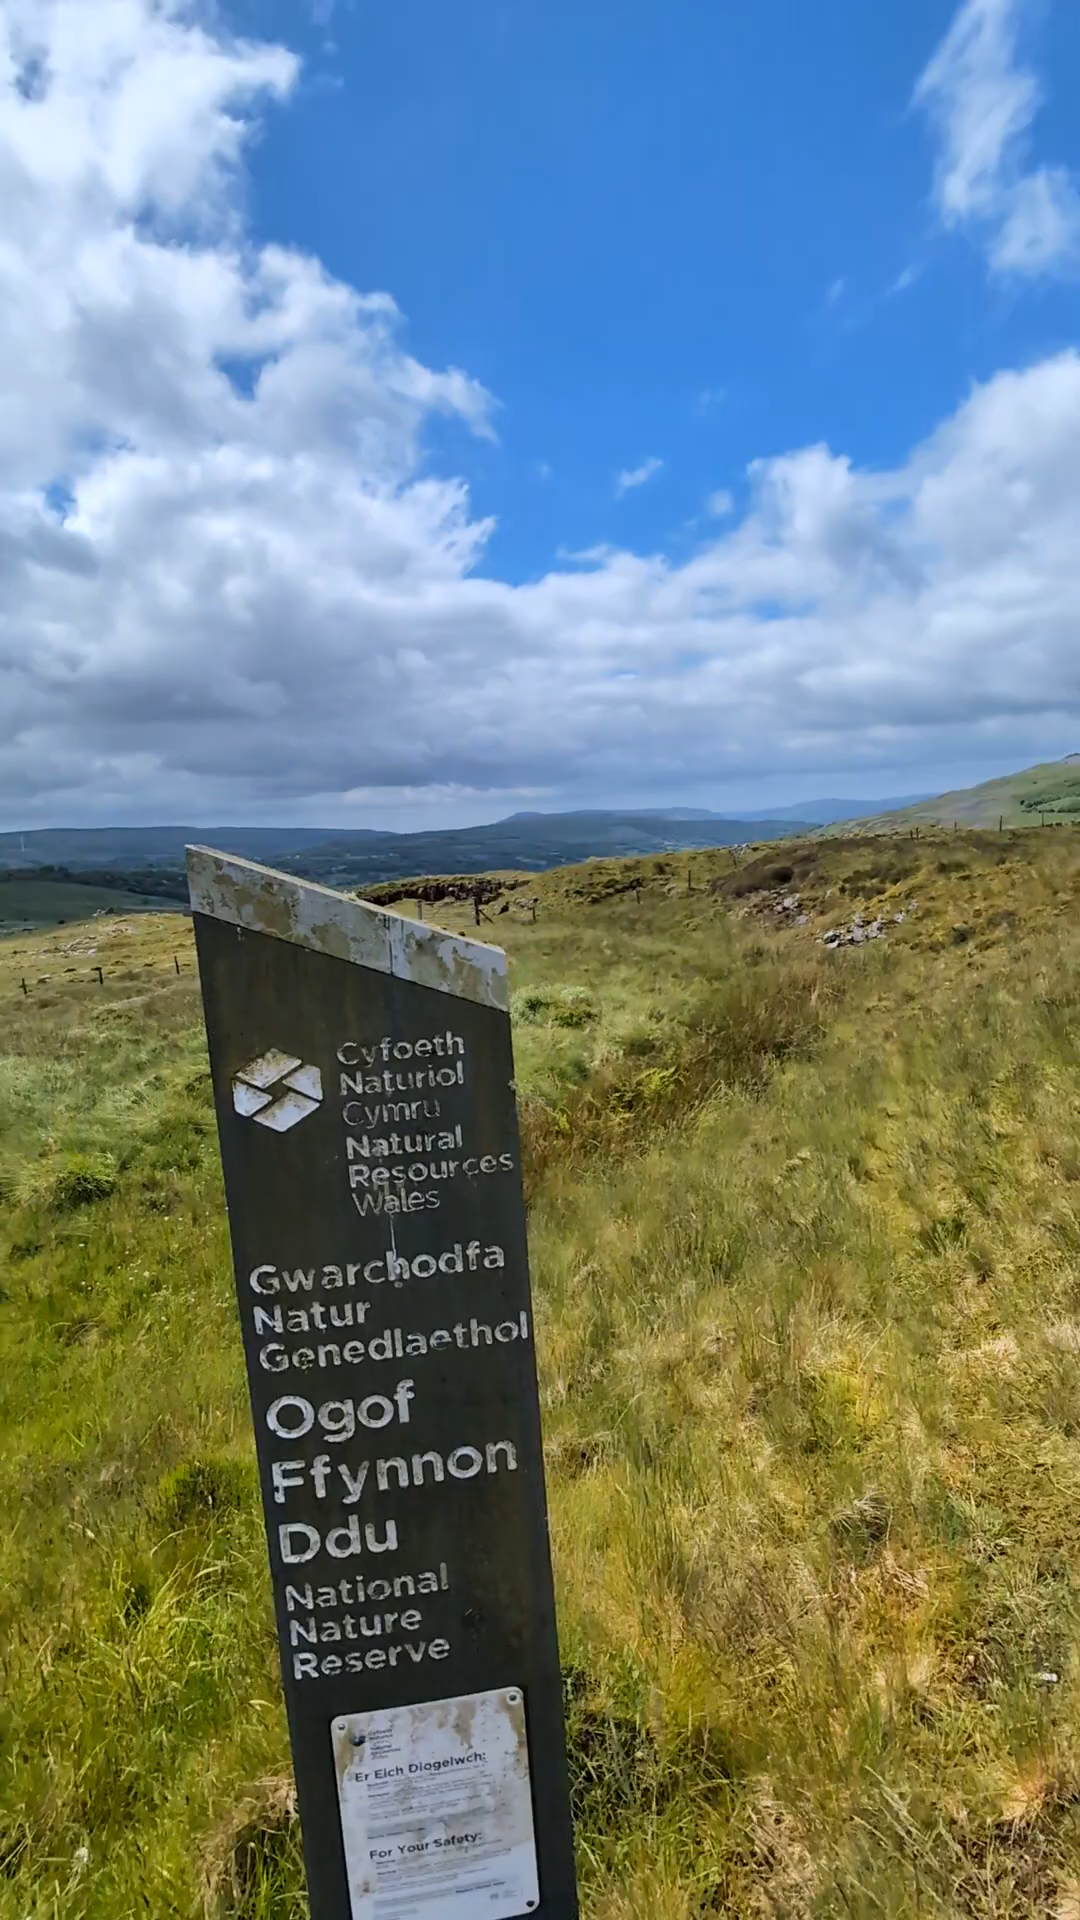 Cyfoeth
Naturiol
Cymru
Natural
Resources
Wales
Gwarchodfa
Natur
Genedlaethol
Ogof
Ffynnon
Ddu
National
Nature
Reserve
Er Eich Diogelwch:
For Your Safety: